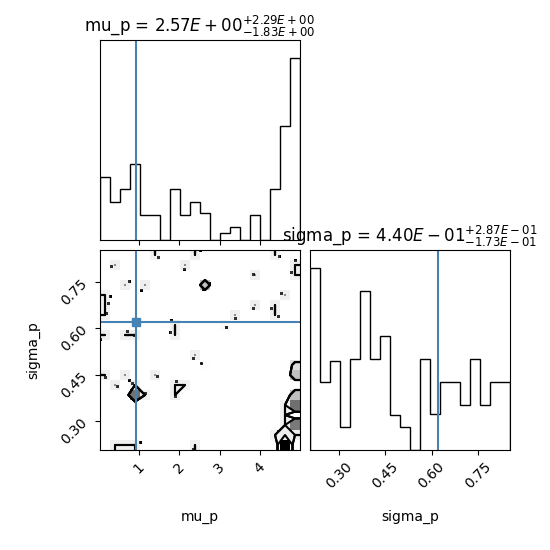 mu_p = 2.57E + 00+2.29E+00−1.83E+00
sigma_p = 4.40E − 01+2.87E−01−1.73E−01
0.75
0.60
0.45
0.30
sigma_p
1 2 3 4
mu_p
0.30 0.45 0.60 0.75
sigma_p